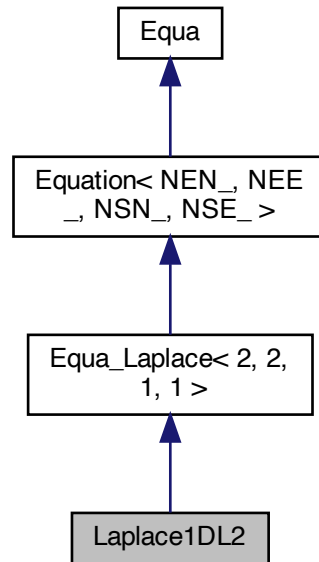 Equa
Equation< NEN_, NEE
_, NSN_, NSE_ >
Equa_Laplace< 2, 2,
1, 1 >
Laplace1DL2